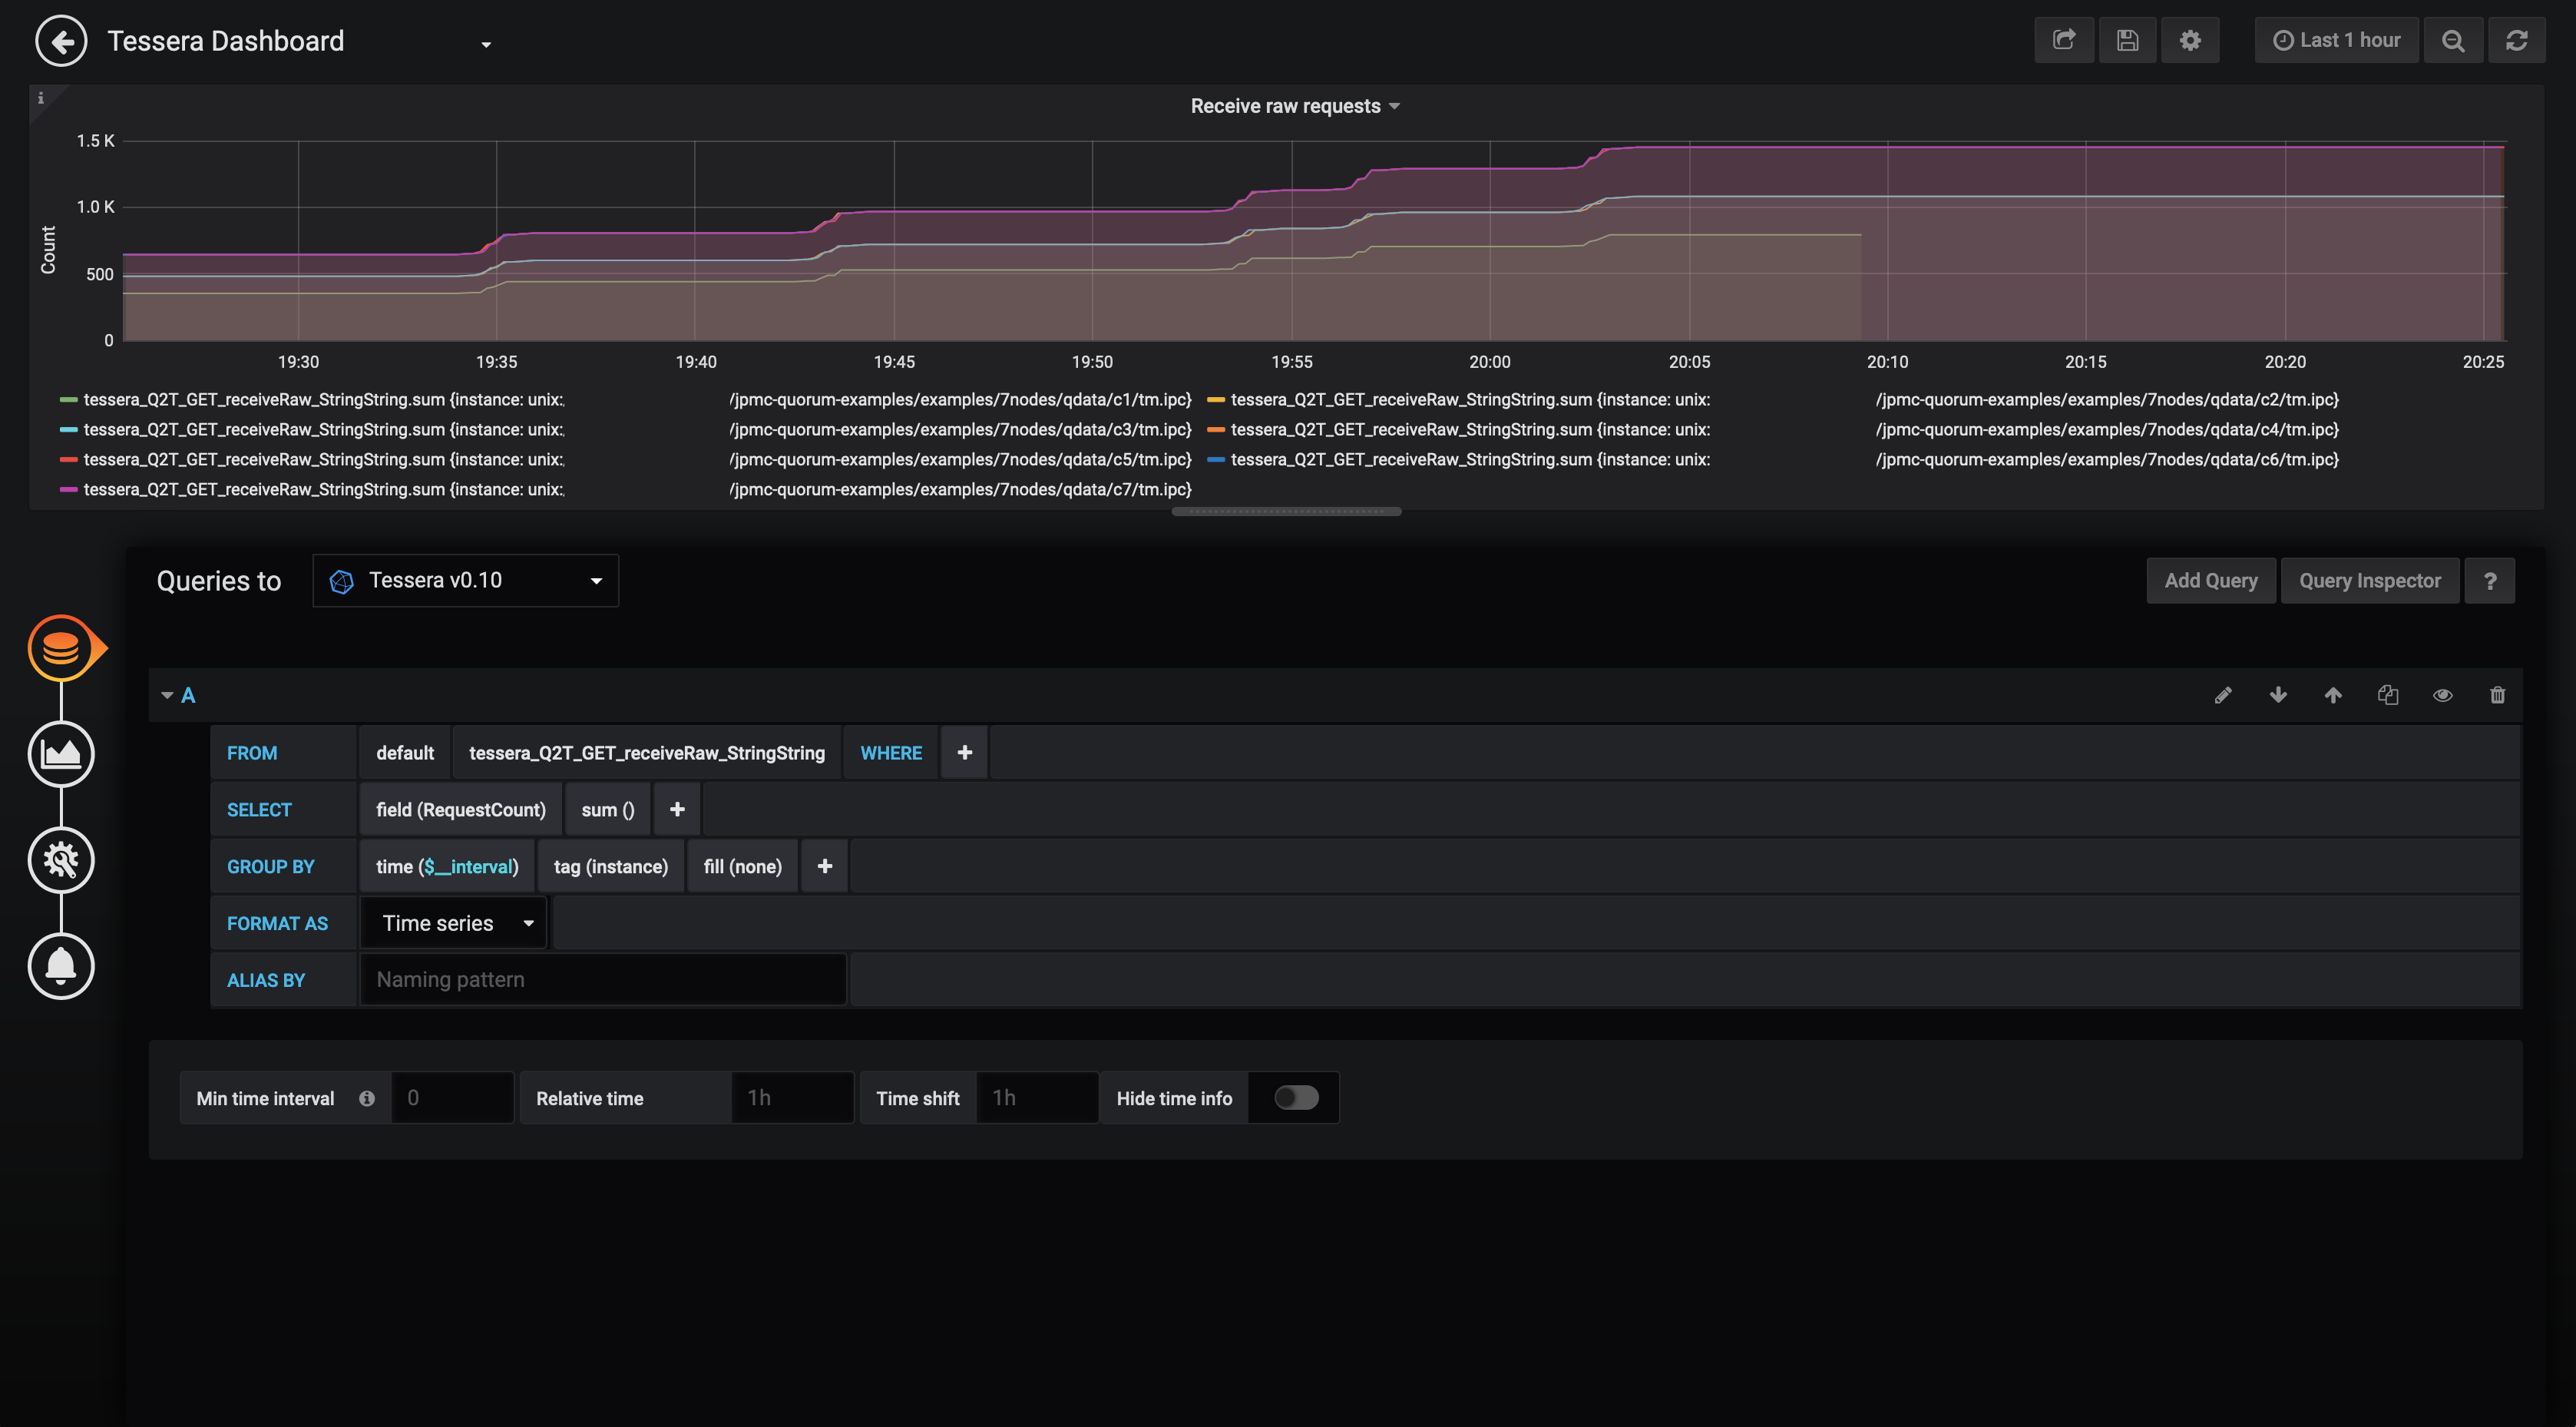 Tessera Dashboard
Last 1 hour
i
Receive raw requests
1.5 K
1.0 K
500
0
Count
19:30 19:35 19:40 19:45 19:50 19:55 20:00 20:05 20:10 20:15 20:20 20:25
tessera_Q2T_GET_receiveRaw_StringString.sum {instance: unix: /jpmc-quorum-examples/examples/7nodes/qdata/c1/tm.ipc} tessera_Q2T_GET_receiveRaw_StringString.sum {instance: unix: /jpmc-quorum-examples/examples/7nodes/qdata/c2/tm.ipc}
tessera_Q2T_GET_receiveRaw_StringString.sum {instance: unix: /jpmc-quorum-examples/examples/7nodes/qdata/c3/tm.ipc} tessera_Q2T_GET_receiveRaw_StringString.sum {instance: unix: /jpmc-quorum-examples/examples/7nodes/qdata/c4/tm.ipc}
tessera_Q2T_GET_receiveRaw_StringString.sum {instance: unix: /jpmc-quorum-examples/examples/7nodes/qdata/c5/tm.ipc} tessera_Q2T_GET_receiveRaw_StringString.sum {instance: unix: /jpmc-quorum-examples/examples/7nodes/qdata/c6/tm.ipc}
tessera_Q2T_GET_receiveRaw_StringString.sum {instance: unix: /jpmc-quorum-examples/examples/7nodes/qdata/c7/tm.ipc}
Queries to Tessera v0.10 Add Query Query Inspector ?
A
FROM default tessera_Q2T_GET_receiveRaw_StringString WHERE +
SELECT field (RequestCount) sum () +
GROUP BY time ($__interval) tag (instance) fill (none) +
FORMAT AS Time series
ALIAS BY Naming pattern
Min time interval 0 Relative time 1h Time shift 1h Hide time info